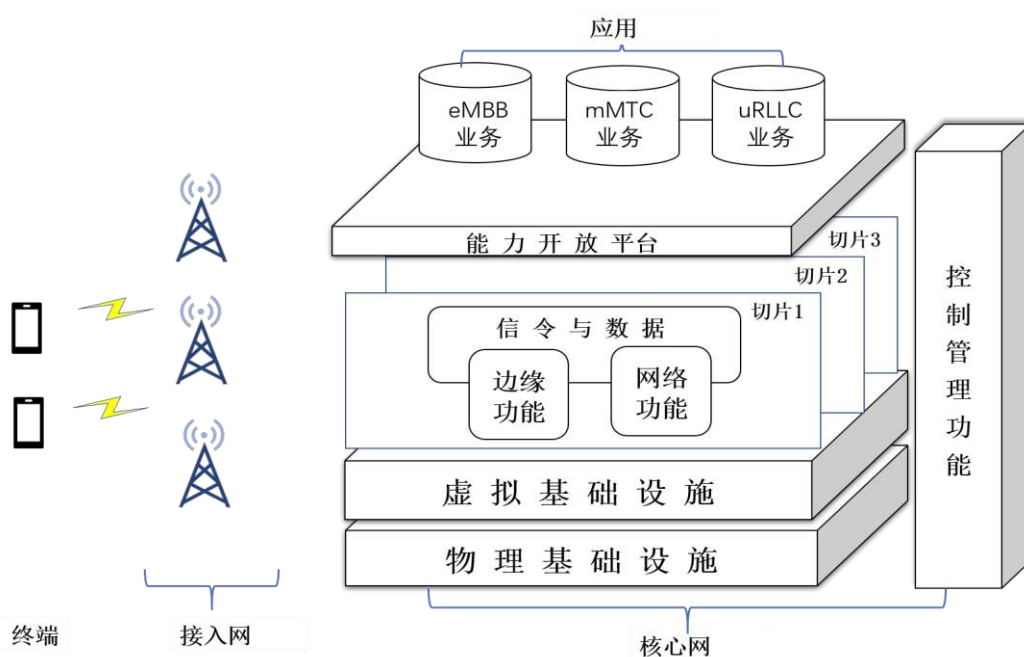 应用
eMBB
业务
mMTC
业务
uRLLC
业务
能力开放平台
切片3
切片2
切片1
信令与数据
边缘
功能
网络
功能
控制管理功能
虚拟基础设施
物理基础设施
终端
接入网
核心网